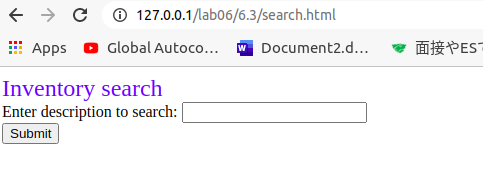 127.0.0.1/lab06/6.3/search.html
Apps Global Autoco... Document2.d... 面接やESで
Inventory search
Enter description to search:
Submit